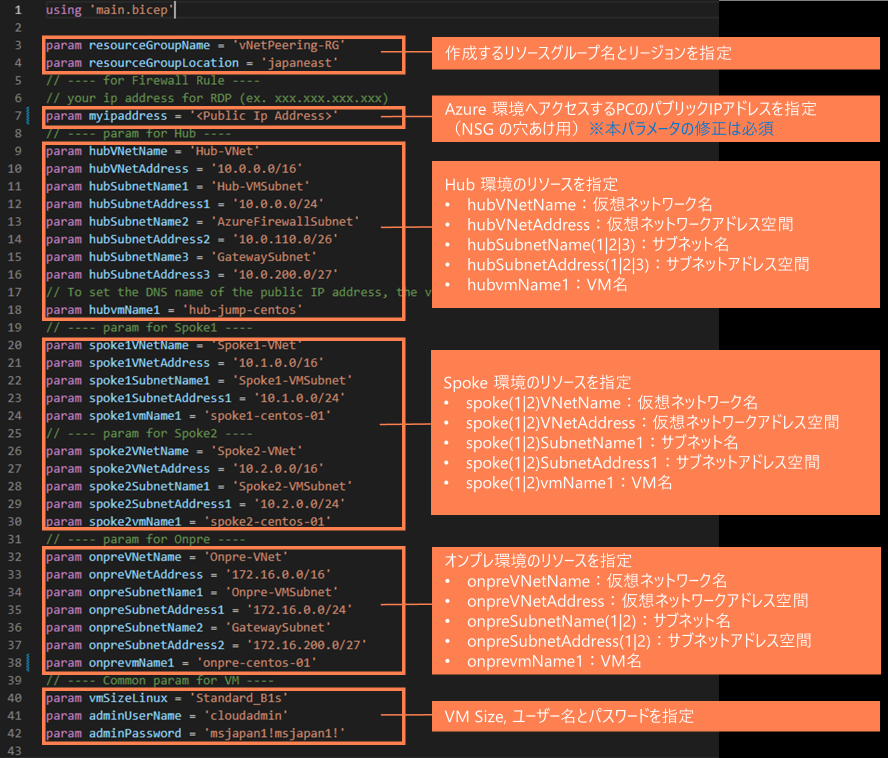 1 using 'main.bicep'
2
3 param resourceGroupName = 'vNetPeering-RG'
4 param resourceGroupLocation = 'japaneast'
5 // ---- for Firewall Rule ----
6 // your ip address for RDP (ex. xxx.xxx.xxx.xxx)
7 param myipaddress = '<Public Ip Address>'
8 // ---- param for Hub ----
9 param hubVNetName = 'Hub-VNet'
10 param hubVNetAddress = '10.0.0.0/16'
11 param hubSubnetName1 = 'Hub-VMSubnet'
12 param hubSubnetAddress1 = '10.0.0.0/24'
13 param hubSubnetName2 = 'AzureFirewallSubnet'
14 param hubSubnetAddress2 = '10.0.110.0/26'
15 param hubSubnetName3 = 'GatewaySubnet'
16 param hubSubnetAddress3 = '10.0.200.0/27'
17 // To set the DNS name of the public IP address, the v
18 param hubvmName1 = 'hub-jump-centos'
19 // ---- param for Spoke1 ----
20 param spoke1VNetName = 'Spoke1-VNet'
21 param spoke1VNetAddress = '10.1.0.0/16'
22 param spoke1SubnetName1 = 'Spoke1-VMSubnet'
23 param spoke1SubnetAddress1 = '10.1.0.0/24'
24 param spoke1vmName1 = 'spoke1-centos-01'
25 // ---- param for Spoke2 ----
26 param spoke2VNetName = 'Spoke2-VNet'
27 param spoke2VNetAddress = '10.2.0.0/16'
28 param spoke2SubnetName1 = 'Spoke2-VMSubnet'
29 param spoke2SubnetAddress1 = '10.2.0.0/24'
30 param spoke2vmName1 = 'spoke2-centos-01'
31 // ---- param for Onpre ----
32 param onpreVNetName = 'Onpre-VNet'
33 param onpreVNetAddress = '172.16.0.0/16'
34 param onpreSubnetName1 = 'Onpre-VMSubnet'
35 param onpreSubnetAddress1 = '172.16.0.0/24'
36 param onpreSubnetName2 = 'GatewaySubnet'
37 param onpreSubnetAddress2 = '172.16.200.0/27'
38 param onprevmName1 = 'onpre-centos-01'
39 // ---- Common param for VM ----
40 param vmSizeLinux = 'Standard_B1s'
41 param adminUserName = 'cloudadmin'
42 param adminPassword = 'msjapan1!msjapan1!'
43
作成するリソースグループ名とリージョンを指定
Azure 環境へアクセスするPCのパブリックIPアドレスを指定
（NSG の穴あけ用）※本パラメータの修正は必須
Hub 環境のリソースを指定
• hubVNetName：仮想ネットワーク名
• hubVNetAddress：仮想ネットワークアドレス空間
• hubSubnetName(1|2|3)：サブネット名
• hubSubnetAddress(1|2|3)：サブネットアドレス空間
• hubvmName1：VM名
Spoke 環境のリソースを指定
• spoke(1|2)VNetName：仮想ネットワーク名
• spoke(1|2)VNetAddress：仮想ネットワークアドレス空間
• spoke(1|2)SubnetName1：サブネット名
• spoke(1|2)SubnetAddress1：サブネットアドレス空間
• spoke(1|2)vmName1：VM名
オンプレ環境のリソースを指定
• onpreVNetName：仮想ネットワーク名
• onpreVNetAddress：仮想ネットワークアドレス空間
• onpreSubnetName(1|2)：サブネット名
• onpreSubnetAddress(1|2)：サブネットアドレス空間
• onprevmName1：VM名
VM Size, ユーザー名とパスワードを指定